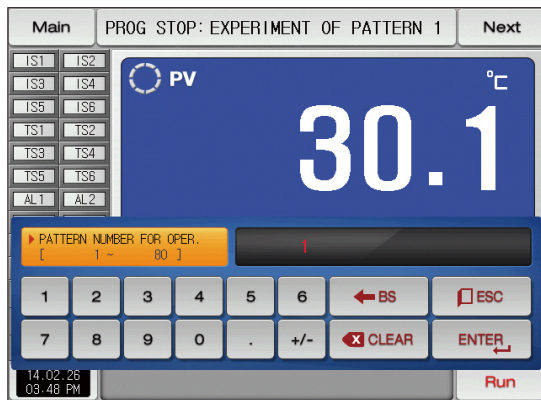 Main
PROG STOP: EXPERIMENT OF PATTERN 1
Next
IS1 IS2
IS3 IS4
IS5 IS6
TS1 TS2
TS3 TS4
TS5 TS6
AL1 AL2
PV
℃
30.1
PATTERN NUMBER FOR OPER.
[ 1 ~ 80 ]
1
1 2 3 4 5 6 BS ESC
7 8 9 0 . +/- CLEAR ENTER
14.02.26
03.48 PM
Run